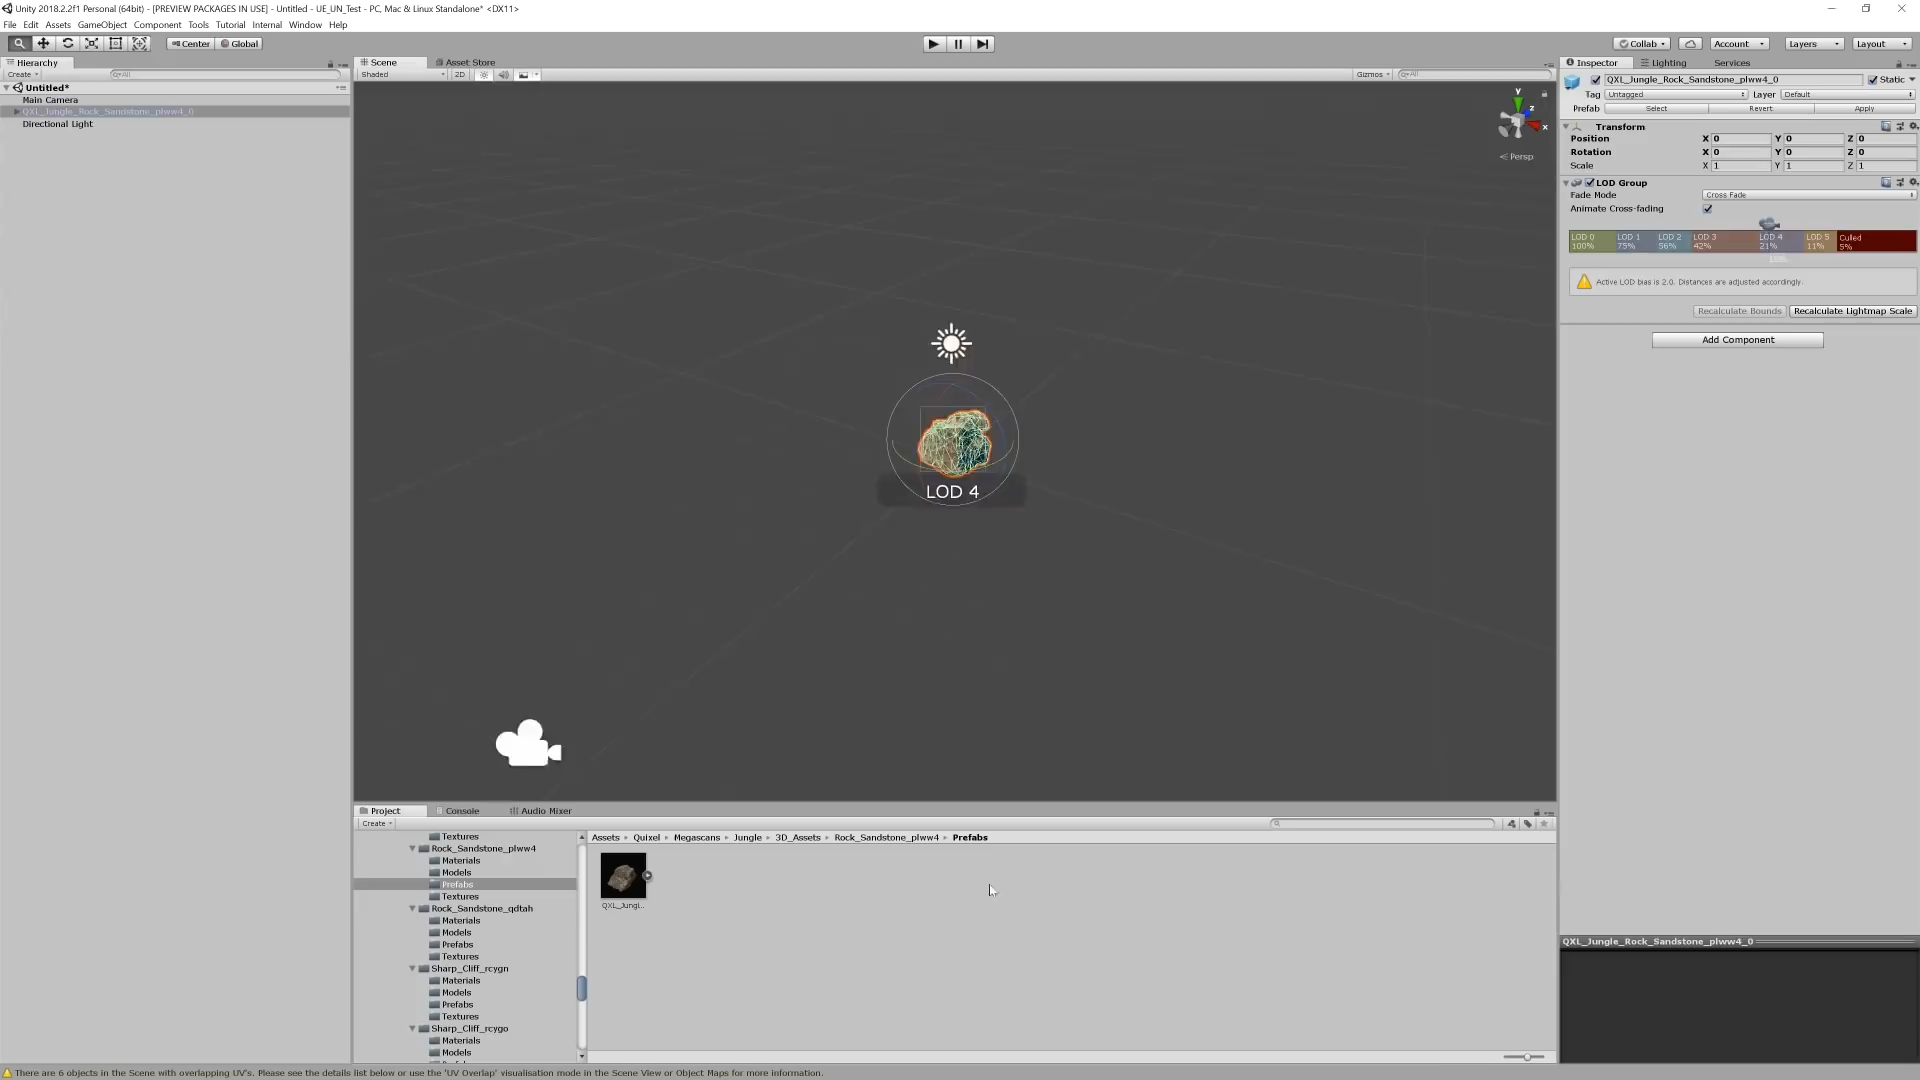 Unity 2018.2.2f1 Personal (64bit) - [PREVIEW PACKAGES IN USE] - Untitled - UE_UN_Test - PC, Mac & Linux Standalone* <DX11>
File Edit Assets GameObject Component Tools Tutorial Internal Window Help
Center Global
Collab Account Layers Layout
Hierarchy
Create
All
Untitled*
Main Camera
QXL_Jungle_Rock_Sandstone_plww4_0
Directional Light
Scene Asset Store
Shaded 2D Gizmos All
y
z
x
Persp
LOD 4
Project Console Audio Mixer
Create
Textures
Rock_Sandstone_plww4
Materials
Models
Prefabs
Textures
Rock_Sandstone_qdtah
Materials
Models
Prefabs
Textures
Sharp_Cliff_rcygn
Materials
Models
Prefabs
Textures
Sharp_Cliff_rcygo
Materials
Models
Assets Quixel Megascans Jungle 3D_Assets Rock_Sandstone_plww4 Prefabs
QXL_Jungl...
Inspector Lighting Services
QXL_Jungle_Rock_Sandstone_plww4_0 Static
Tag Untagged Layer Default
Prefab Select Revert Apply
Transform
Position X 0 Y 0 Z 0
Rotation X 0 Y 0 Z 0
Scale X 1 Y 1 Z 1
LOD Group
Fade Mode Cross Fade
Animate Cross-fading
LOD 0 LOD 1 LOD 2 LOD 3 LOD 4 LOD 5 Culled
100% 75% 56% 42% 21% 11% 5%
Active LOD bias is 2.0. Distances are adjusted accordingly.
Recalculate Bounds Recalculate Lightmap Scale
Add Component
QXL_Jungle_Rock_Sandstone_plww4_0
There are 6 objects in the Scene with overlapping UV's. Please see the details list below or use the 'UV Overlap' visualisation mode in the Scene View or Object Maps for more information.